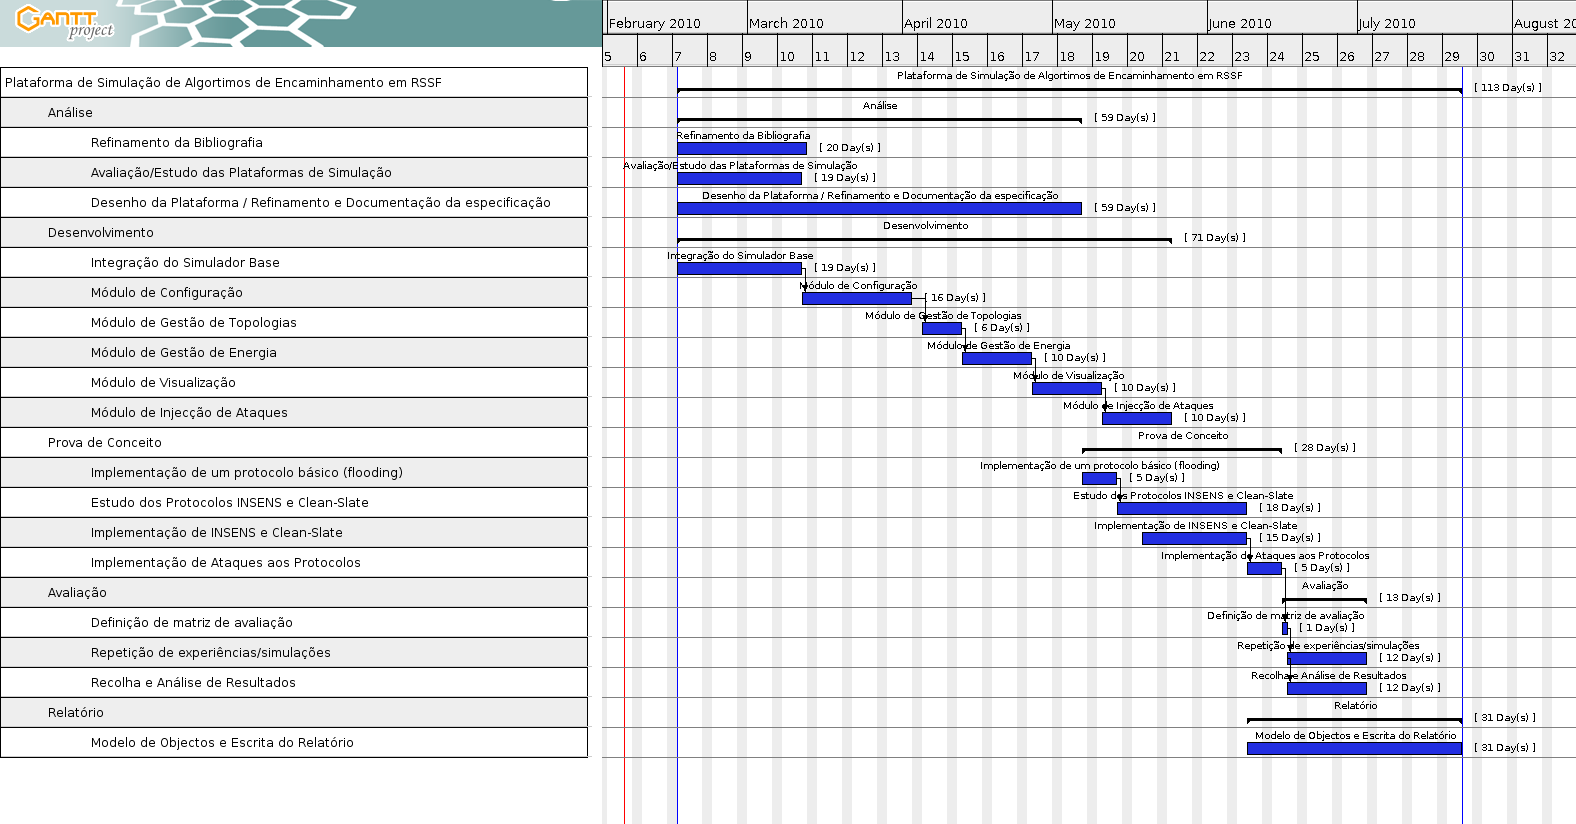 GANTT
project
February 2010 March 2010 April 2010 May 2010 June 2010 July 2010 August 20
5 6 7 8 9 10 11 12 13 14 15 16 17 18 19 20 21 22 23 24 25 26 27 28 29 30 31 32
Plataforma de Simulação de Algortimos de Encaminhamento em RSSF
Plataforma de Simulação de Algortimos de Encaminhamento em RSSF
[ 113 Day(s) ]
Análise
Análise
[ 59 Day(s) ]
Refinamento da Bibliografia
Refinamento da Bibliografia
[ 20 Day(s) ]
Avaliação/Estudo das Plataformas de Simulação
Avaliação/Estudo das Plataformas de Simulação
[ 19 Day(s) ]
Desenho da Plataforma / Refinamento e Documentação da especificação
Desenho da Plataforma / Refinamento e Documentação da especificação
[ 59 Day(s) ]
Desenvolvimento
Desenvolvimento
[ 71 Day(s) ]
Integração do Simulador Base
Integração do Simulador Base
[ 19 Day(s) ]
Módulo de Configuração
Módulo de Configuração
[ 16 Day(s) ]
Módulo de Gestão de Topologias
Módulo de Gestão de Topologias
[ 6 Day(s) ]
Módulo de Gestão de Energia
Módulo de Gestão de Energia
[ 10 Day(s) ]
Módulo de Visualização
Módulo de Visualização
[ 10 Day(s) ]
Módulo de Injecção de Ataques
Módulo de Injecção de Ataques
[ 10 Day(s) ]
Prova de Conceito
Prova de Conceito
[ 28 Day(s) ]
Implementação de um protocolo básico (flooding)
Implementação de um protocolo básico (flooding)
[ 5 Day(s) ]
Estudo dos Protocolos INSENS e Clean-Slate
Estudo dos Protocolos INSENS e Clean-Slate
[ 18 Day(s) ]
Implementação de INSENS e Clean-Slate
Implementação de INSENS e Clean-Slate
[ 15 Day(s) ]
Implementação de Ataques aos Protocolos
Implementação de Ataques aos Protocolos
[ 5 Day(s) ]
Avaliação
Avaliação
[ 13 Day(s) ]
Definição de matriz de avaliação
Definição de matriz de avaliação
[ 1 Day(s) ]
Repetição de experiências/simulações
Repetição de experiências/simulações
[ 12 Day(s) ]
Recolha e Análise de Resultados
Recolha e Análise de Resultados
[ 12 Day(s) ]
Relatório
Relatório
[ 31 Day(s) ]
Modelo de Objectos e Escrita do Relatório
Modelo de Objectos e Escrita do Relatório
[ 31 Day(s) ]